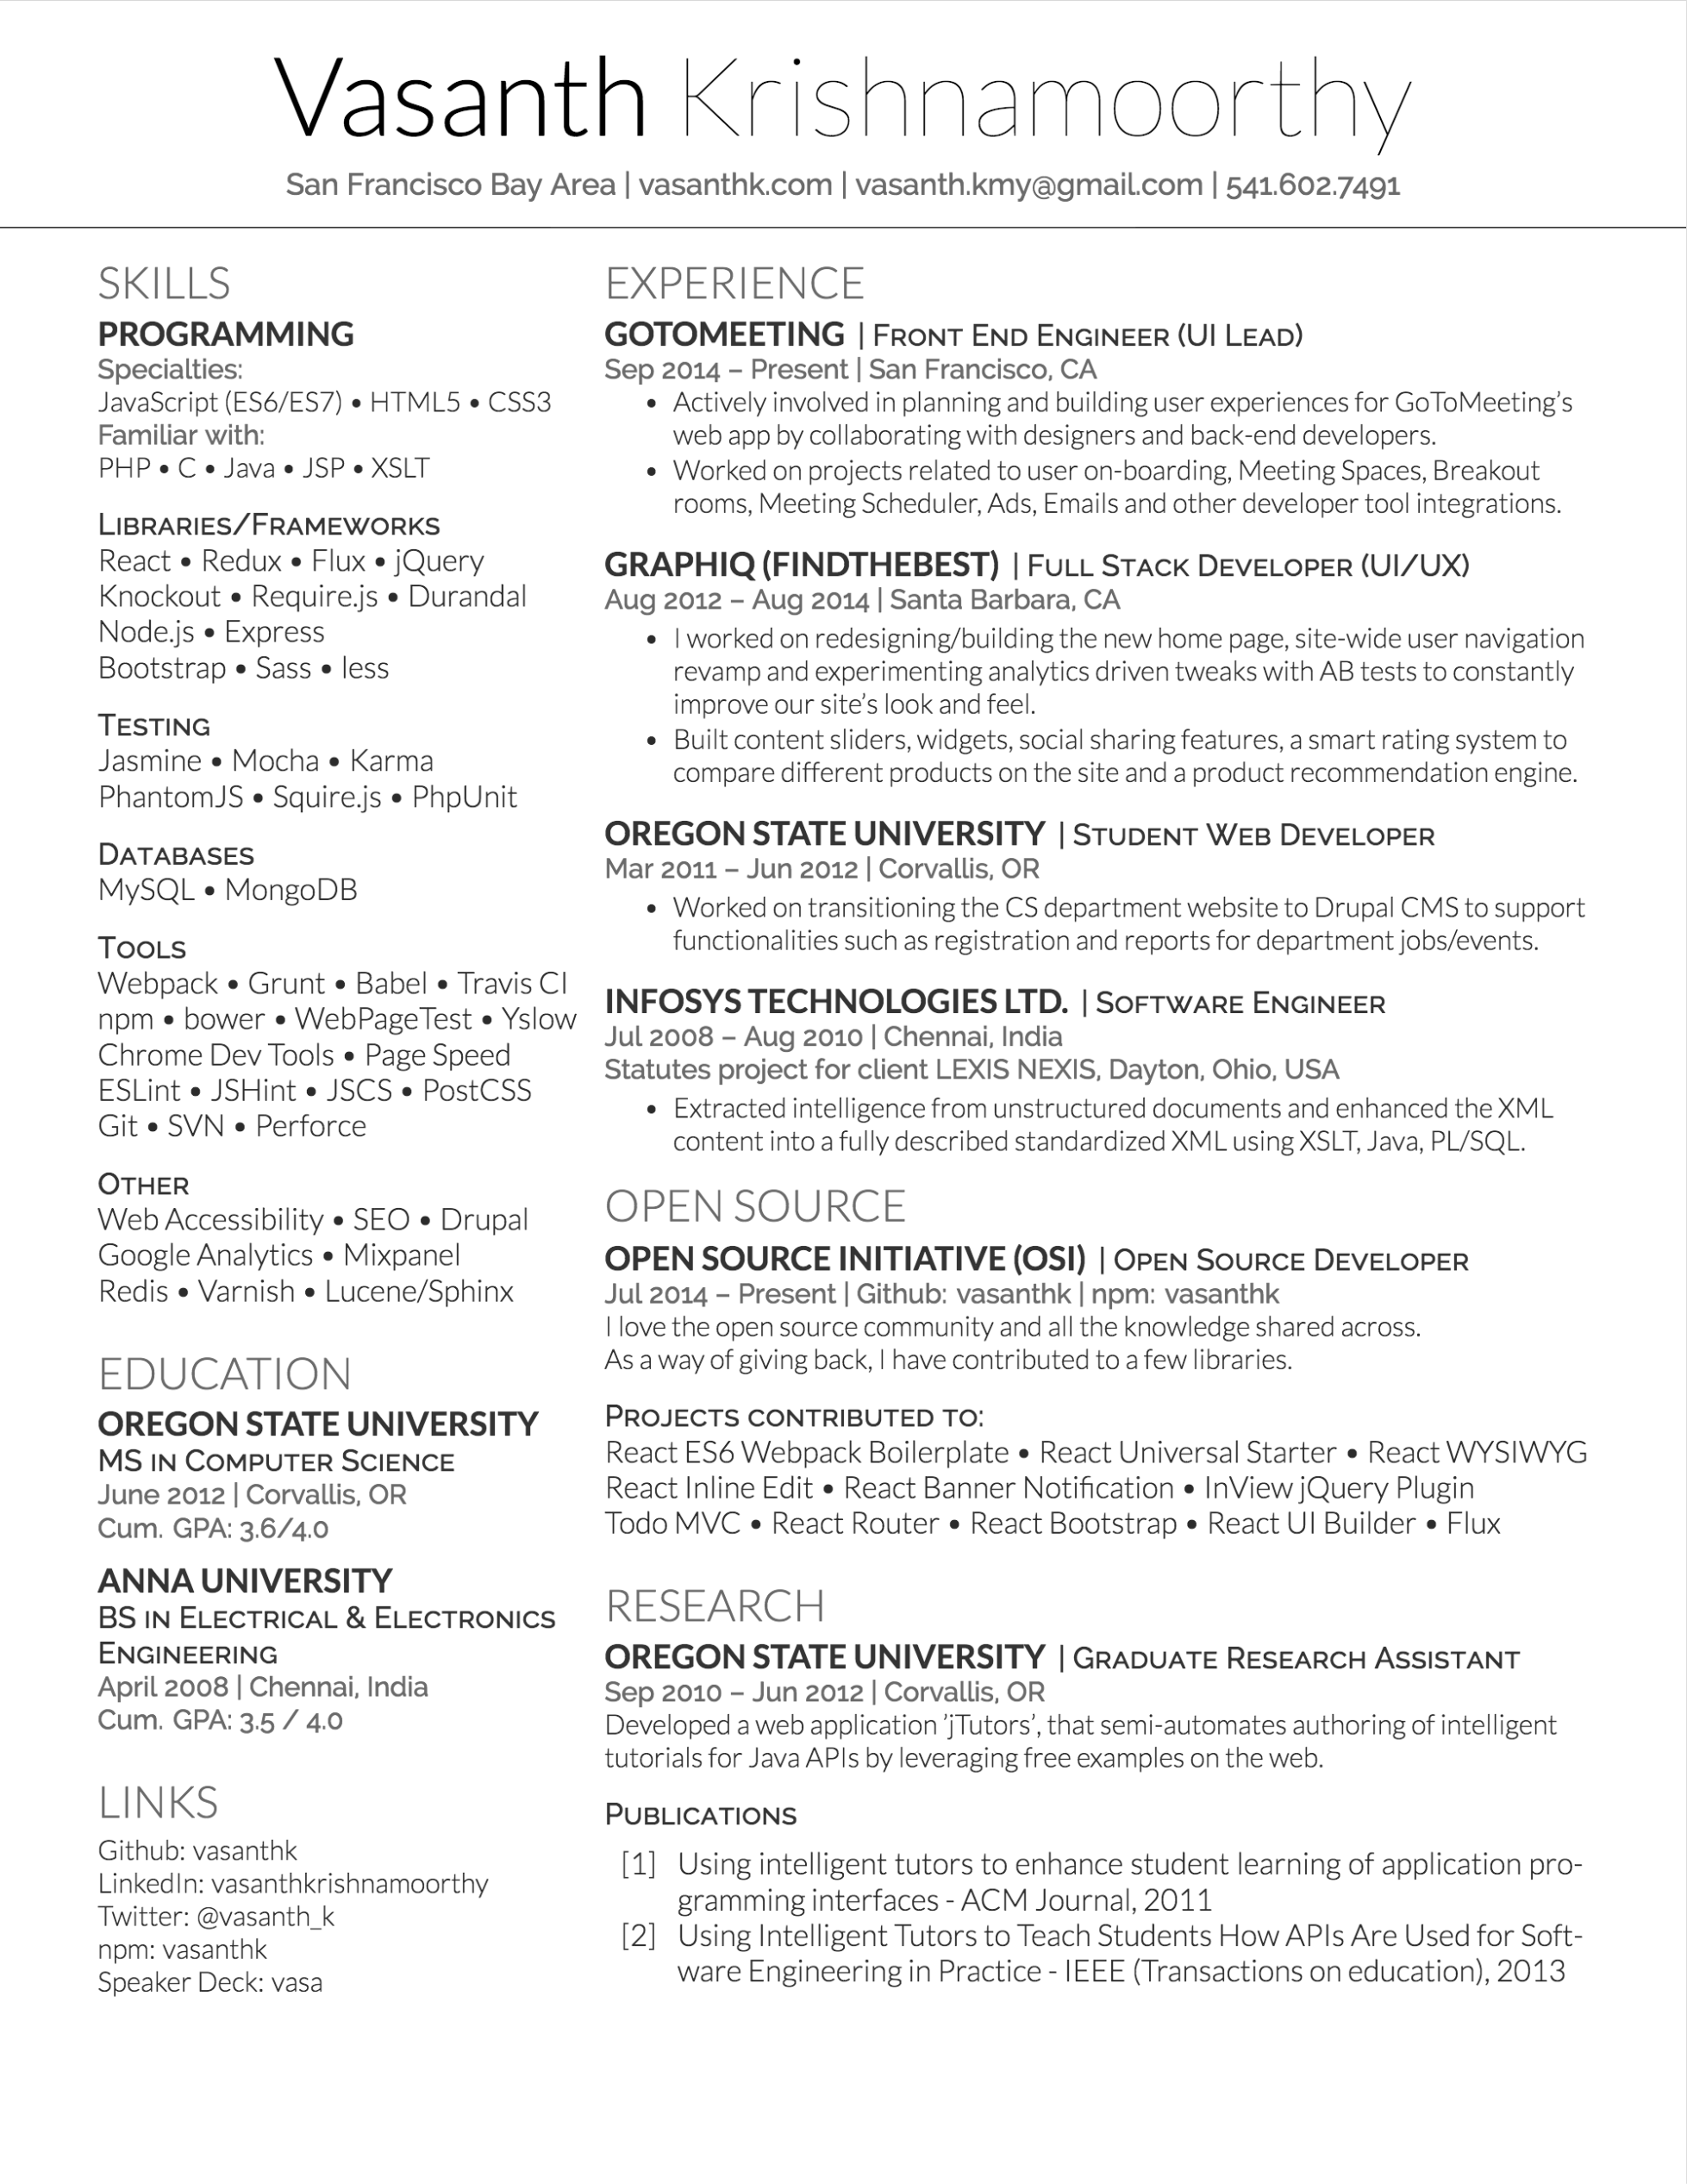 Vasanth Krishnamoorthy
San Francisco Bay Area | vasanthk.com | vasanth.kmy@gmail.com | 541.602.7491
SKILLS
PROGRAMMING
Specialties:
JavaScript (ES6/ES7) • HTML5 • CSS3
Familiar with:
PHP • C • Java • JSP • XSLT
LIBRARIES/FRAMEWORKS
React • Redux • Flux • jQuery
Knockout • Require.js • Durandal
Node.js • Express
Bootstrap • Sass • less
TESTING
Jasmine • Mocha • Karma
PhantomJS • Squire.js • PhpUnit
DATABASES
MySQL • MongoDB
TOOLS
Webpack • Grunt • Babel • Travis CI
npm • bower • WebPageTest • Yslow
Chrome Dev Tools • Page Speed
ESLint • JSHint • JSCS • PostCSS
Git • SVN • Perforce
OTHER
Web Accessibility • SEO • Drupal
Google Analytics • Mixpanel
Redis • Varnish • Lucene/Sphinx
EDUCATION
OREGON STATE UNIVERSITY
MS IN COMPUTER SCIENCE
June 2012 | Corvallis, OR
Cum. GPA: 3.6/4.0
ANNA UNIVERSITY
BS IN ELECTRICAL & ELECTRONICS
ENGINEERING
April 2008 | Chennai, India
Cum. GPA: 3.5 / 4.0
LINKS
Github: vasanthk
LinkedIn: vasanthkrishnamoorthy
Twitter: @vasanth_k
npm: vasanthk
Speaker Deck: vasa
EXPERIENCE
GOTOMEETING | FRONT END ENGINEER (UI LEAD)
Sep 2014 – Present | San Francisco, CA
• Actively involved in planning and building user experiences for GoToMeeting's
web app by collaborating with designers and back-end developers.
• Worked on projects related to user on-boarding, Meeting Spaces, Breakout
rooms, Meeting Scheduler, Ads, Emails and other developer tool integrations.
GRAPHIQ (FINDTHEBEST) | FULL STACK DEVELOPER (UI/UX)
Aug 2012 – Aug 2014 | Santa Barbara, CA
• I worked on redesigning/building the new home page, site-wide user navigation
revamp and experimenting analytics driven tweaks with AB tests to constantly
improve our site's look and feel.
• Built content sliders, widgets, social sharing features, a smart rating system to
compare different products on the site and a product recommendation engine.
OREGON STATE UNIVERSITY | STUDENT WEB DEVELOPER
Mar 2011 – Jun 2012 | Corvallis, OR
• Worked on transitioning the CS department website to Drupal CMS to support
functionalities such as registration and reports for department jobs/events.
INFOSYS TECHNOLOGIES LTD. | SOFTWARE ENGINEER
Jul 2008 – Aug 2010 | Chennai, India
Statutes project for client LEXIS NEXIS, Dayton, Ohio, USA
• Extracted intelligence from unstructured documents and enhanced the XML
content into a fully described standardized XML using XSLT, Java, PL/SQL.
OPEN SOURCE
OPEN SOURCE INITIATIVE (OSI) | OPEN SOURCE DEVELOPER
Jul 2014 – Present | Github: vasanthk | npm: vasanthk
I love the open source community and all the knowledge shared across.
As a way of giving back, I have contributed to a few libraries.
PROJECTS CONTRIBUTED TO:
React ES6 Webpack Boilerplate • React Universal Starter • React WYSIWYG
React Inline Edit • React Banner Notification • InView jQuery Plugin
Todo MVC • React Router • React Bootstrap • React UI Builder • Flux
RESEARCH
OREGON STATE UNIVERSITY | GRADUATE RESEARCH ASSISTANT
Sep 2010 – Jun 2012 | Corvallis, OR
Developed a web application 'jTutors', that semi-automates authoring of intelligent
tutorials for Java APIs by leveraging free examples on the web.
PUBLICATIONS
[1] Using intelligent tutors to enhance student learning of application pro-
gramming interfaces - ACM Journal, 2011
[2] Using Intelligent Tutors to Teach Students How APIs Are Used for Soft-
ware Engineering in Practice - IEEE (Transactions on education), 2013